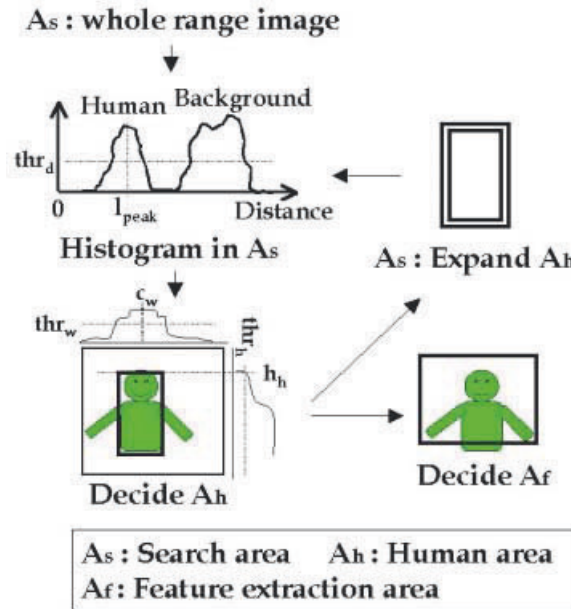 As : whole range image
Human
Background
thrd
0
lpeak
Distance
Histogram in As
As : Expand Ah
cw
thrw
thrh
hh
Decide Ah
Decide Af
As : Search area Ah : Human area
Af : Feature extraction area